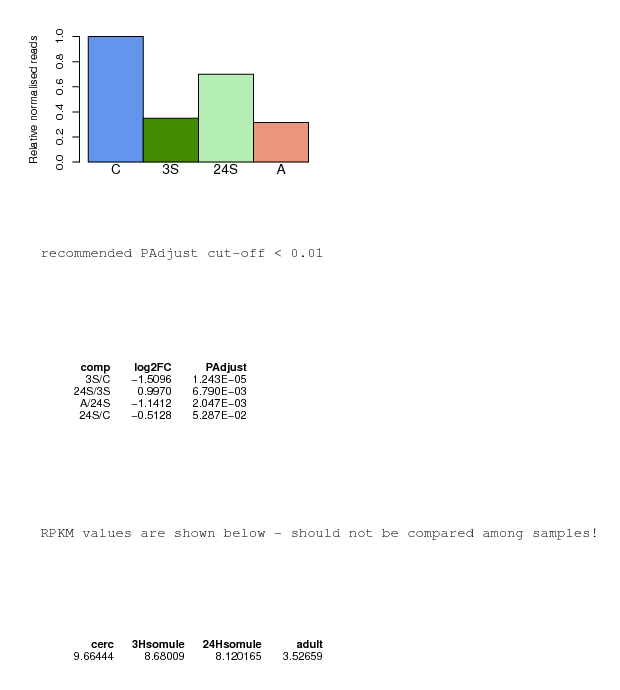 Relative normalised reads
1.0
0.8
0.6
0.4
0.2
0.0
C 3S 24S A
recommended PAdjust cut-off < 0.01
comp log2FC PAdjust
3S/C −1.5096 1.243E−05
24S/3S 0.9970 6.790E−03
A/24S −1.1412 2.047E−03
24S/C −0.5128 5.287E−02
RPKM values are shown below - should not be compared among samples!
cerc 3Hsomule 24Hsomule adult
9.66444 8.68009 8.120165 3.52659